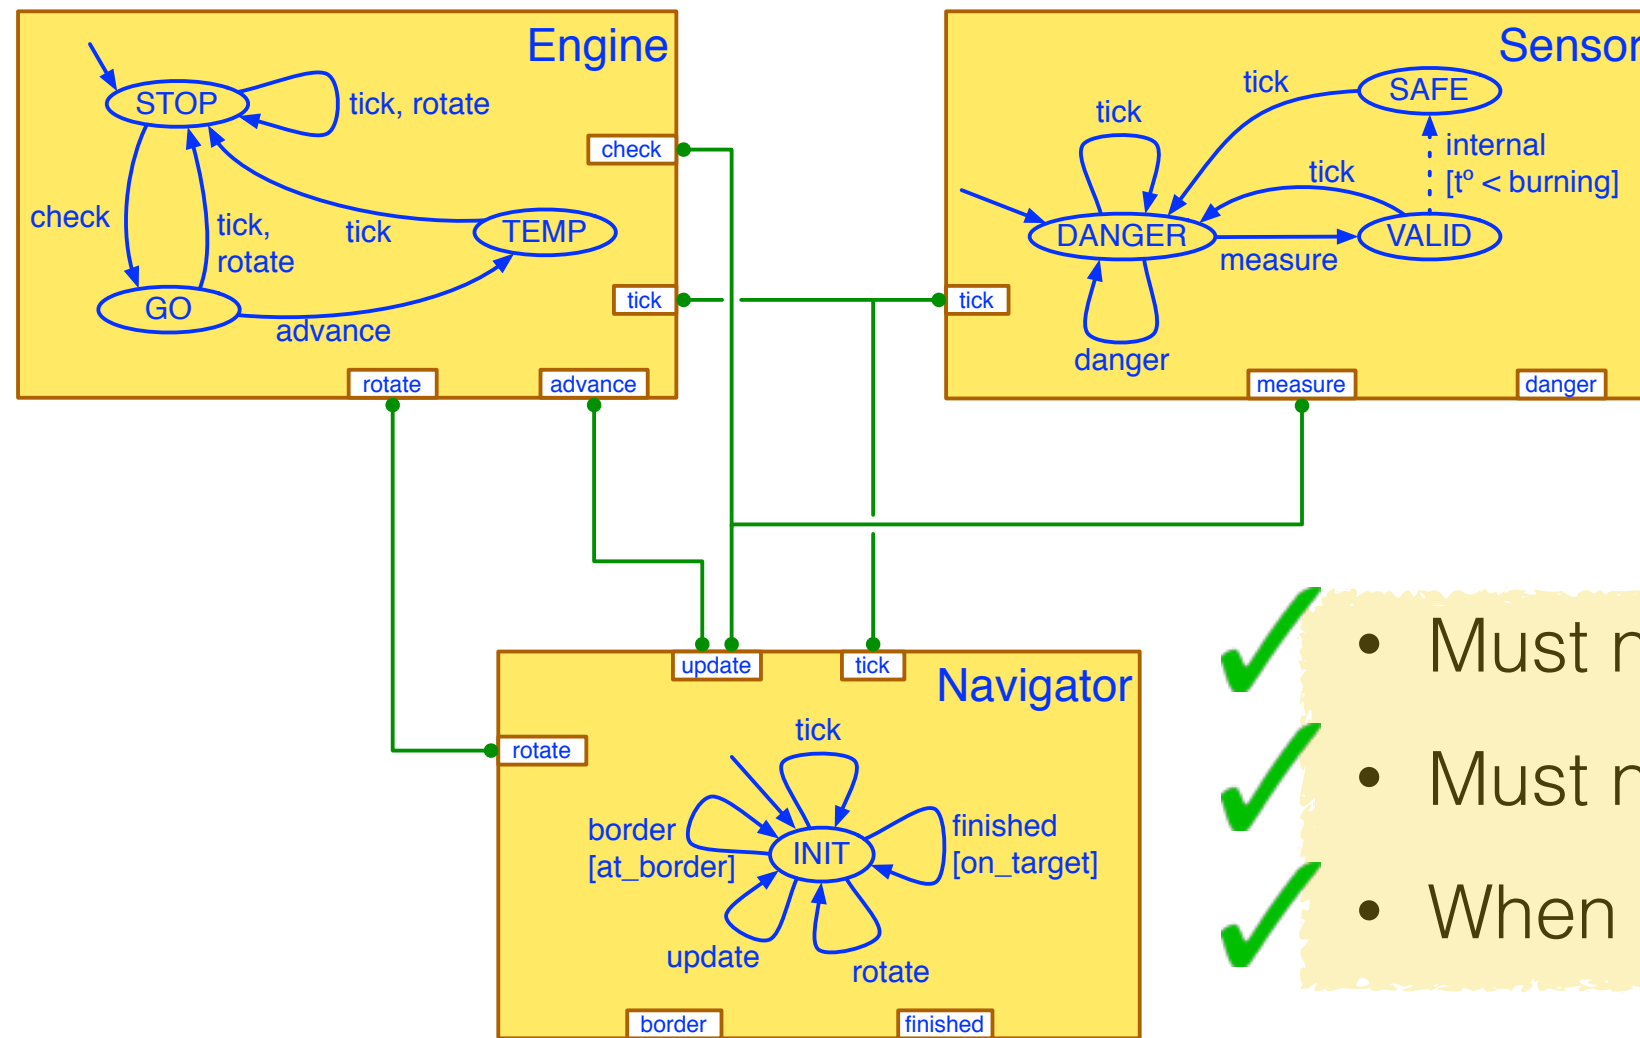 Engine
STOP
tick, rotate
check
check
tick,
rotate
tick
TEMP
GO
advance
tick
rotate
advance
Sensor
tick
SAFE
tick
internal
[tº < burning]
tick
DANGER
VALID
measure
tick
danger
measure
danger
update
tick
Navigator
rotate
tick
border
[at_border]
INIT
finished
[on_target]
update
rotate
border
finished
• Must
• Must
• When